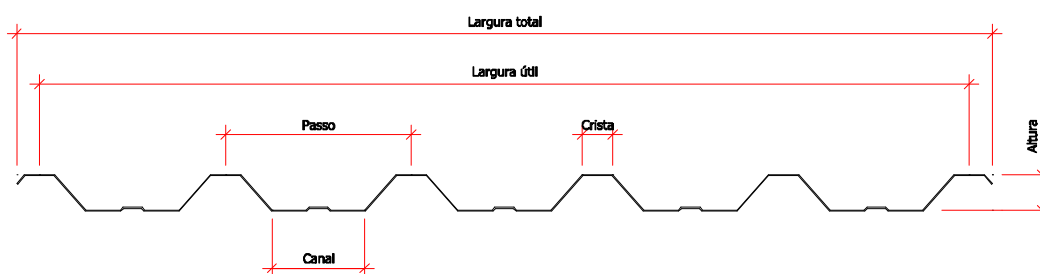 Largura total
Largura útil
Passo
Crista
Altura
Canal